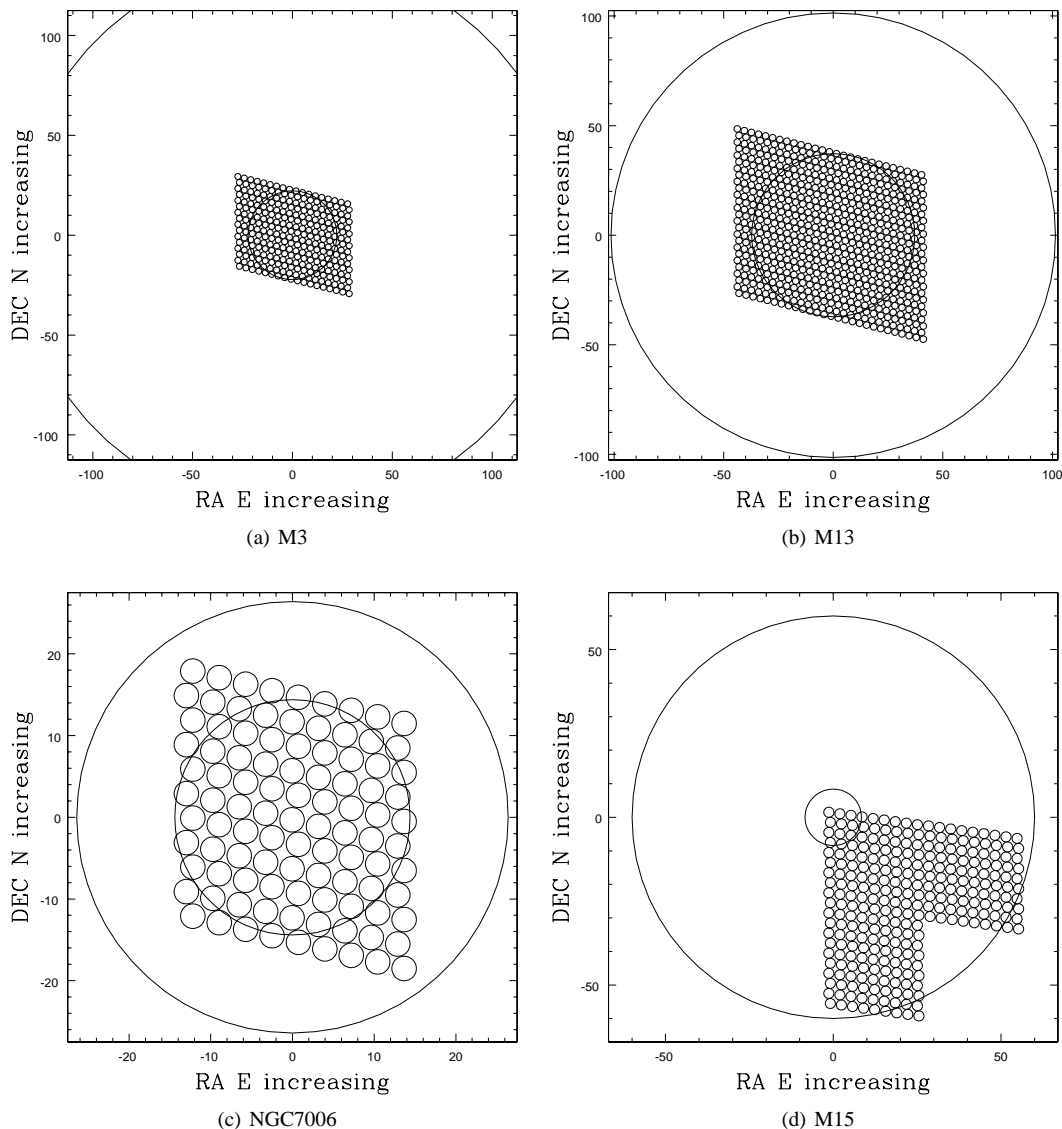 100
50
0
-50
-100
DEC N increasing
-100 -50 0 50 100
RA E increasing
(a) M3
100
50
0
-50
-100
DEC N increasing
-100 -50 0 50 100
RA E increasing
(b) M13
20
10
0
-10
-20
DEC N increasing
-20 -10 0 10 20
RA E increasing
(c) NGC7006
50
0
-50
DEC N increasing
-50 0 50
RA E increasing
(d) M15